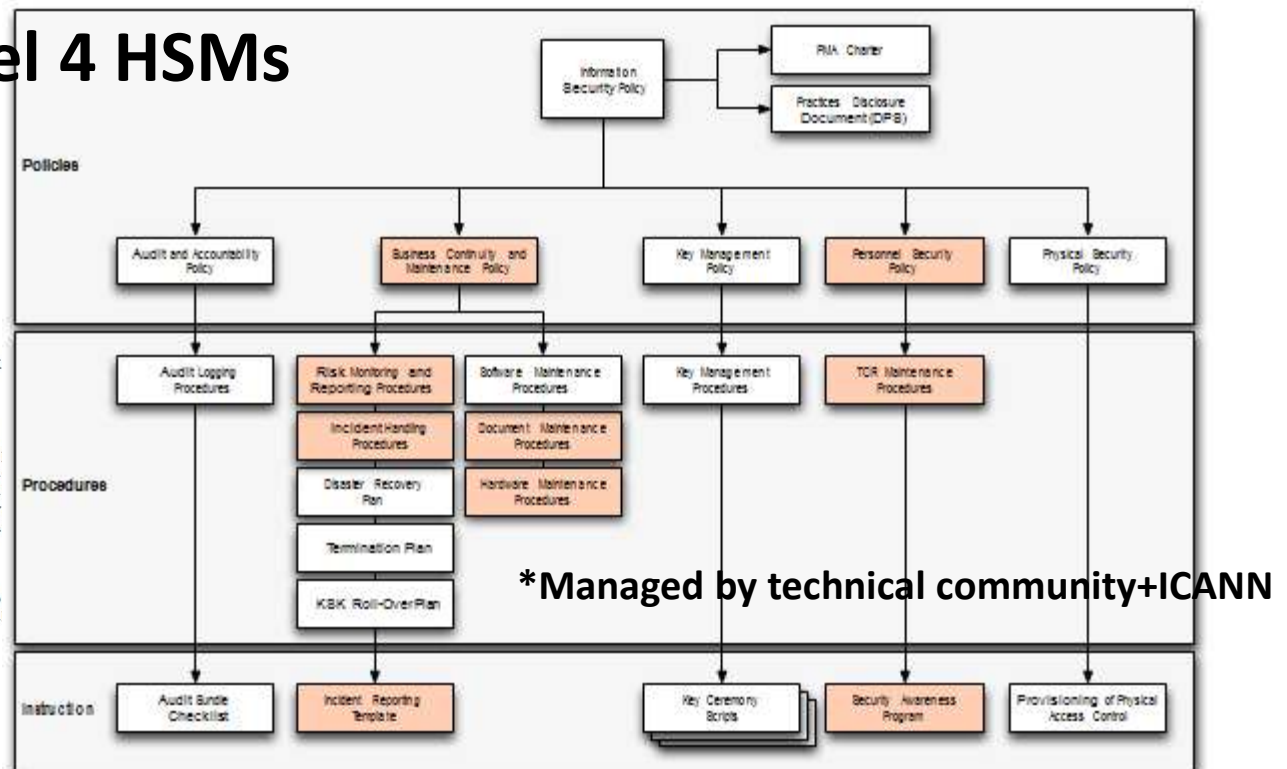 el 4 HSMs
Information
Security Policy
PMA Charter
Practices Disclosure
Document (DPS)
Policies
Audit and Accountability
Policy
Business Continuity and
Maintenance Policy
Key Management
Policy
Personnel Security
Policy
Physical Security
Policy
Audit Logging
Procedures
Risk Monitoring and
Reporting Procedures
Software Maintenance
Procedures
Key Management
Procedures
TCR Maintenance
Procedures
Incident Handling
Procedures
Document Maintenance
Procedures
Procedures
Disaster Recovery
Plan
Hardware Maintenance
Procedures
Termination Plan
*Managed by technical community+ICANN
KSK Roll-Over Plan
Instruction
Audit Bundle
Checklist
Incident Reporting
Template
Key Ceremony
Scripts
Security Awareness
Program
Provisioning of Physical
Access Control